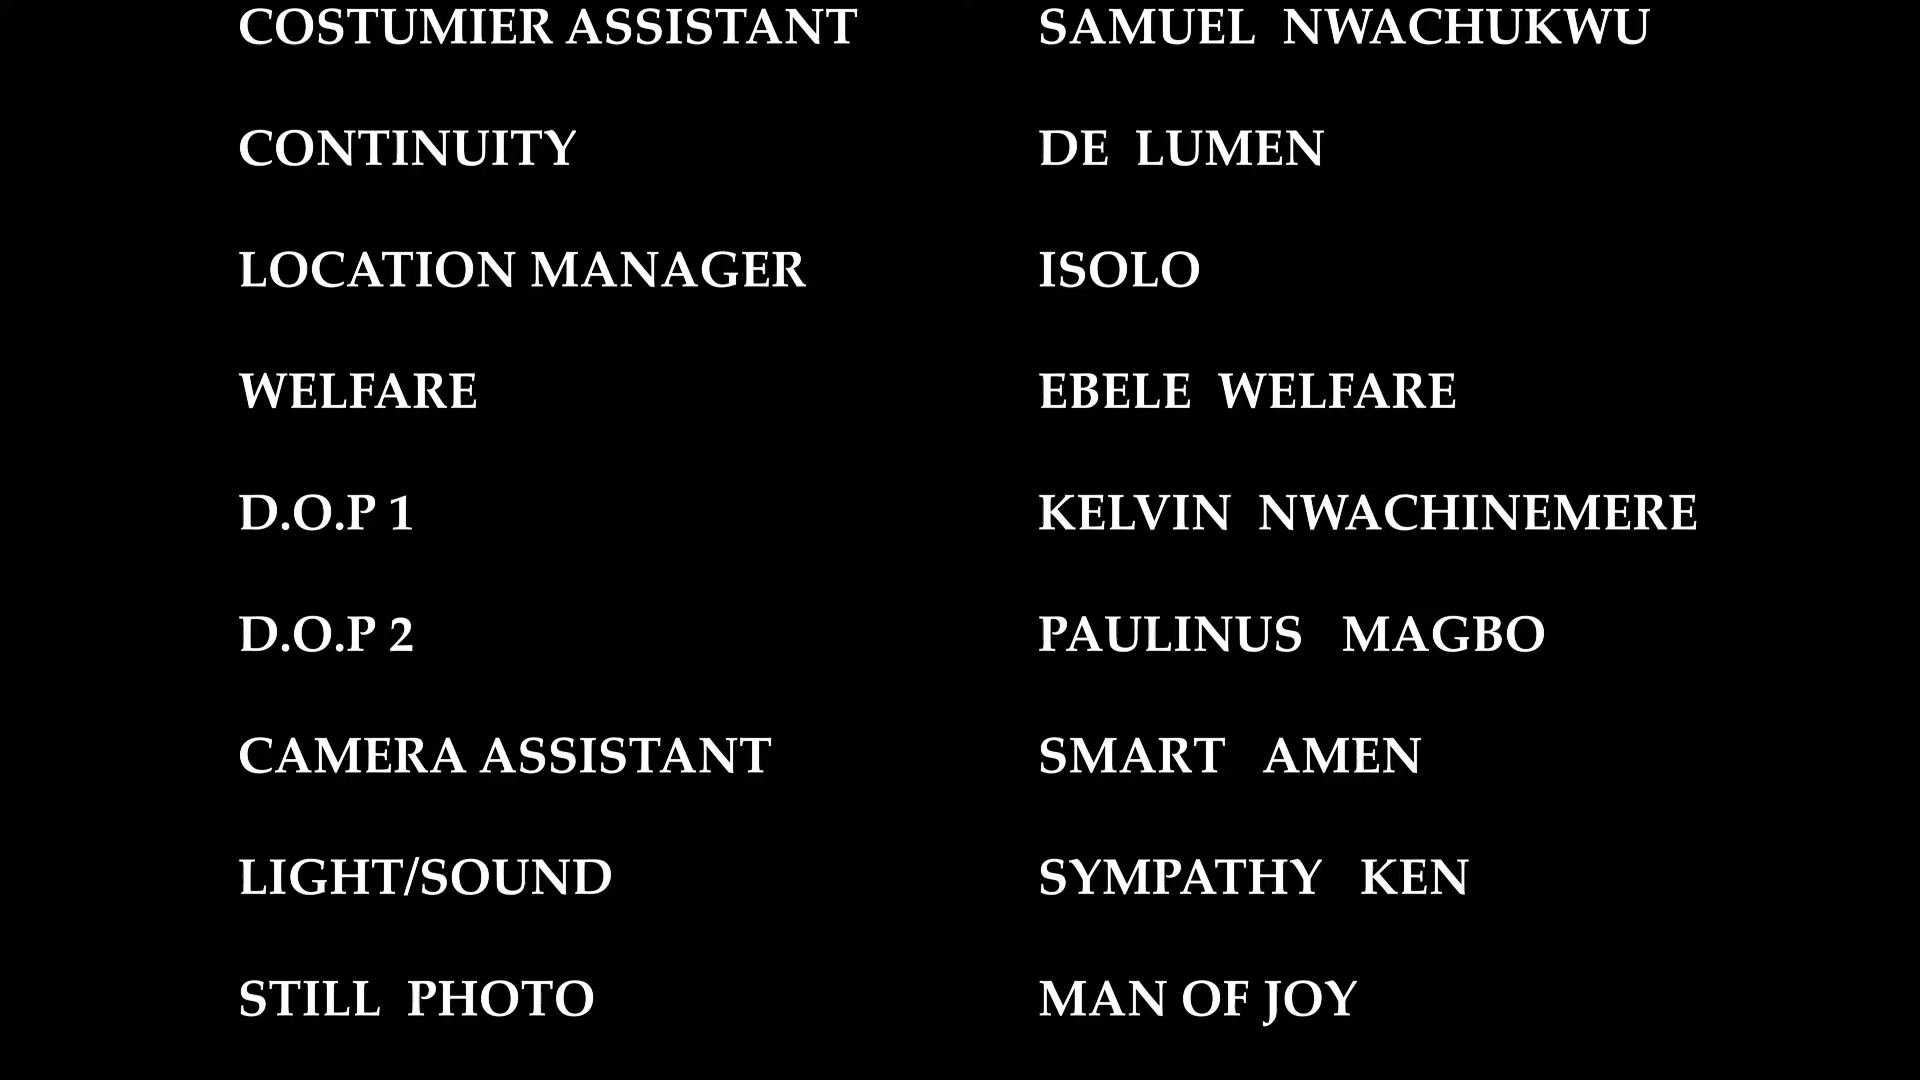 COSTUMIER ASSISTANT SAMUEL NWACHUKWU
CONTINUITY DE LUMEN
LOCATION MANAGER ISOLO
WELFARE EBELE WELFARE
D.O.P 1 KELVIN NWACHINEMERE
D.O.P 2 PAULINUS MAGBO
CAMERA ASSISTANT SMART AMEN
LIGHT/SOUND SYMPATHY KEN
STILL PHOTO MAN OF JOY